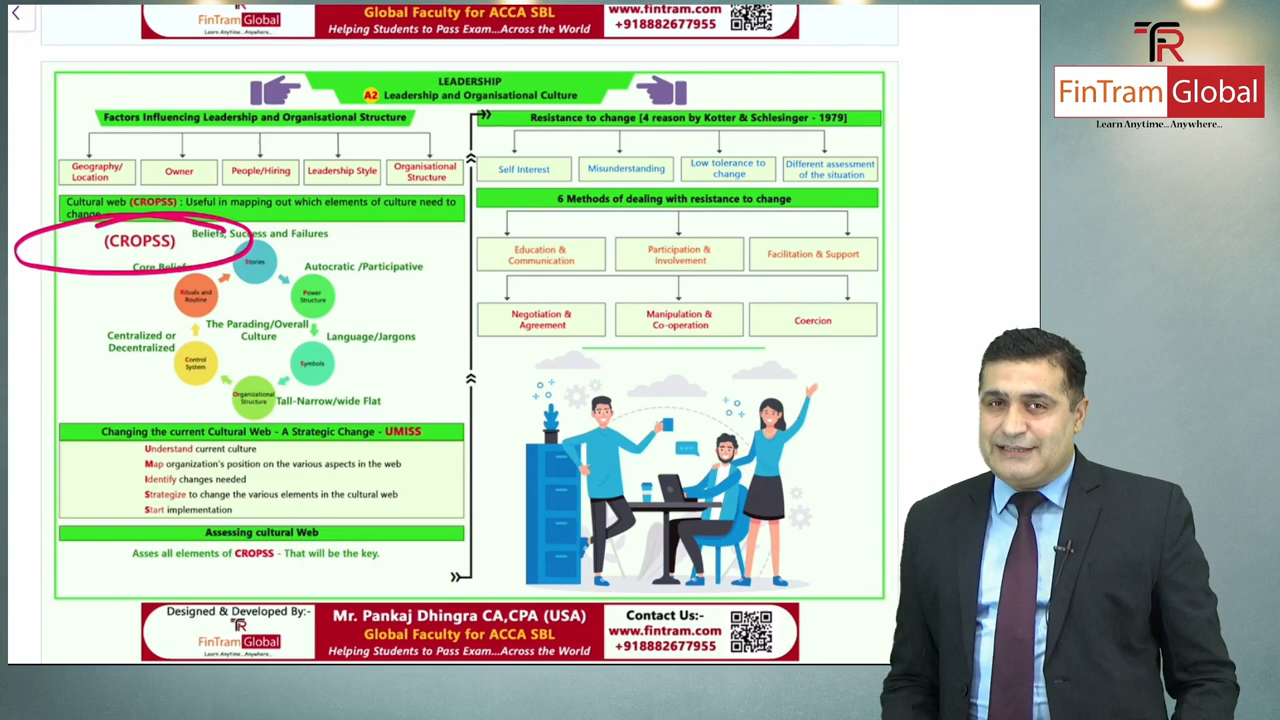 FinTram Global
Learn Anytime...Anywhere...
Global Faculty for ACCA SBL
Helping Students to Pass Exam...Across the World
www.fintram.com
+918882677955
TR
FinTram Global
Learn Anytime...Anywhere...
LEADERSHIP
A2 Leadership and Organisational Culture
Factors Influencing Leadership and Organisational Structure
Geography/
Location
Owner
People/Hiring
Leadership Style
Organisational
Structure
Cultural web (CROPSS) : Useful in mapping out which elements of culture need to
change
(CROPSS)
Beliefs, Success and Failures
Stories
Core Beliefs
Autocratic /Participative
Rituals and
Routine
Power
Structure
The Parading/Overall
Culture
Centralized or
Decentralized
Language/Jargons
Control
System
Symbols
Organizational
Structure
Tall-Narrow/wide Flat
Changing the current Cultural Web - A Strategic Change - UMISS
Understand current culture
Map organization's position on the various aspects in the web
Identify changes needed
Strategize to change the various elements in the cultural web
Start implementation
Assessing cultural Web
Asses all elements of CROPSS - That will be the key.
Resistance to change [4 reason by Kotter & Schlesinger - 1979]
Self Interest
Misunderstanding
Low tolerance to
change
Different assessment
of the situation
6 Methods of dealing with resistance to change
Education &
Communication
Participation &
Involvement
Facilitation & Support
Negotiation &
Agreement
Manipulation &
Co-operation
Coercion
Designed & Developed By:-
TR
FinTram Global
Learn Anytime...Anywhere...
Mr. Pankaj Dhingra CA,CPA (USA)
Global Faculty for ACCA SBL
Helping Students to Pass Exam...Across the World
Contact Us:-
www.fintram.com
+918882677955